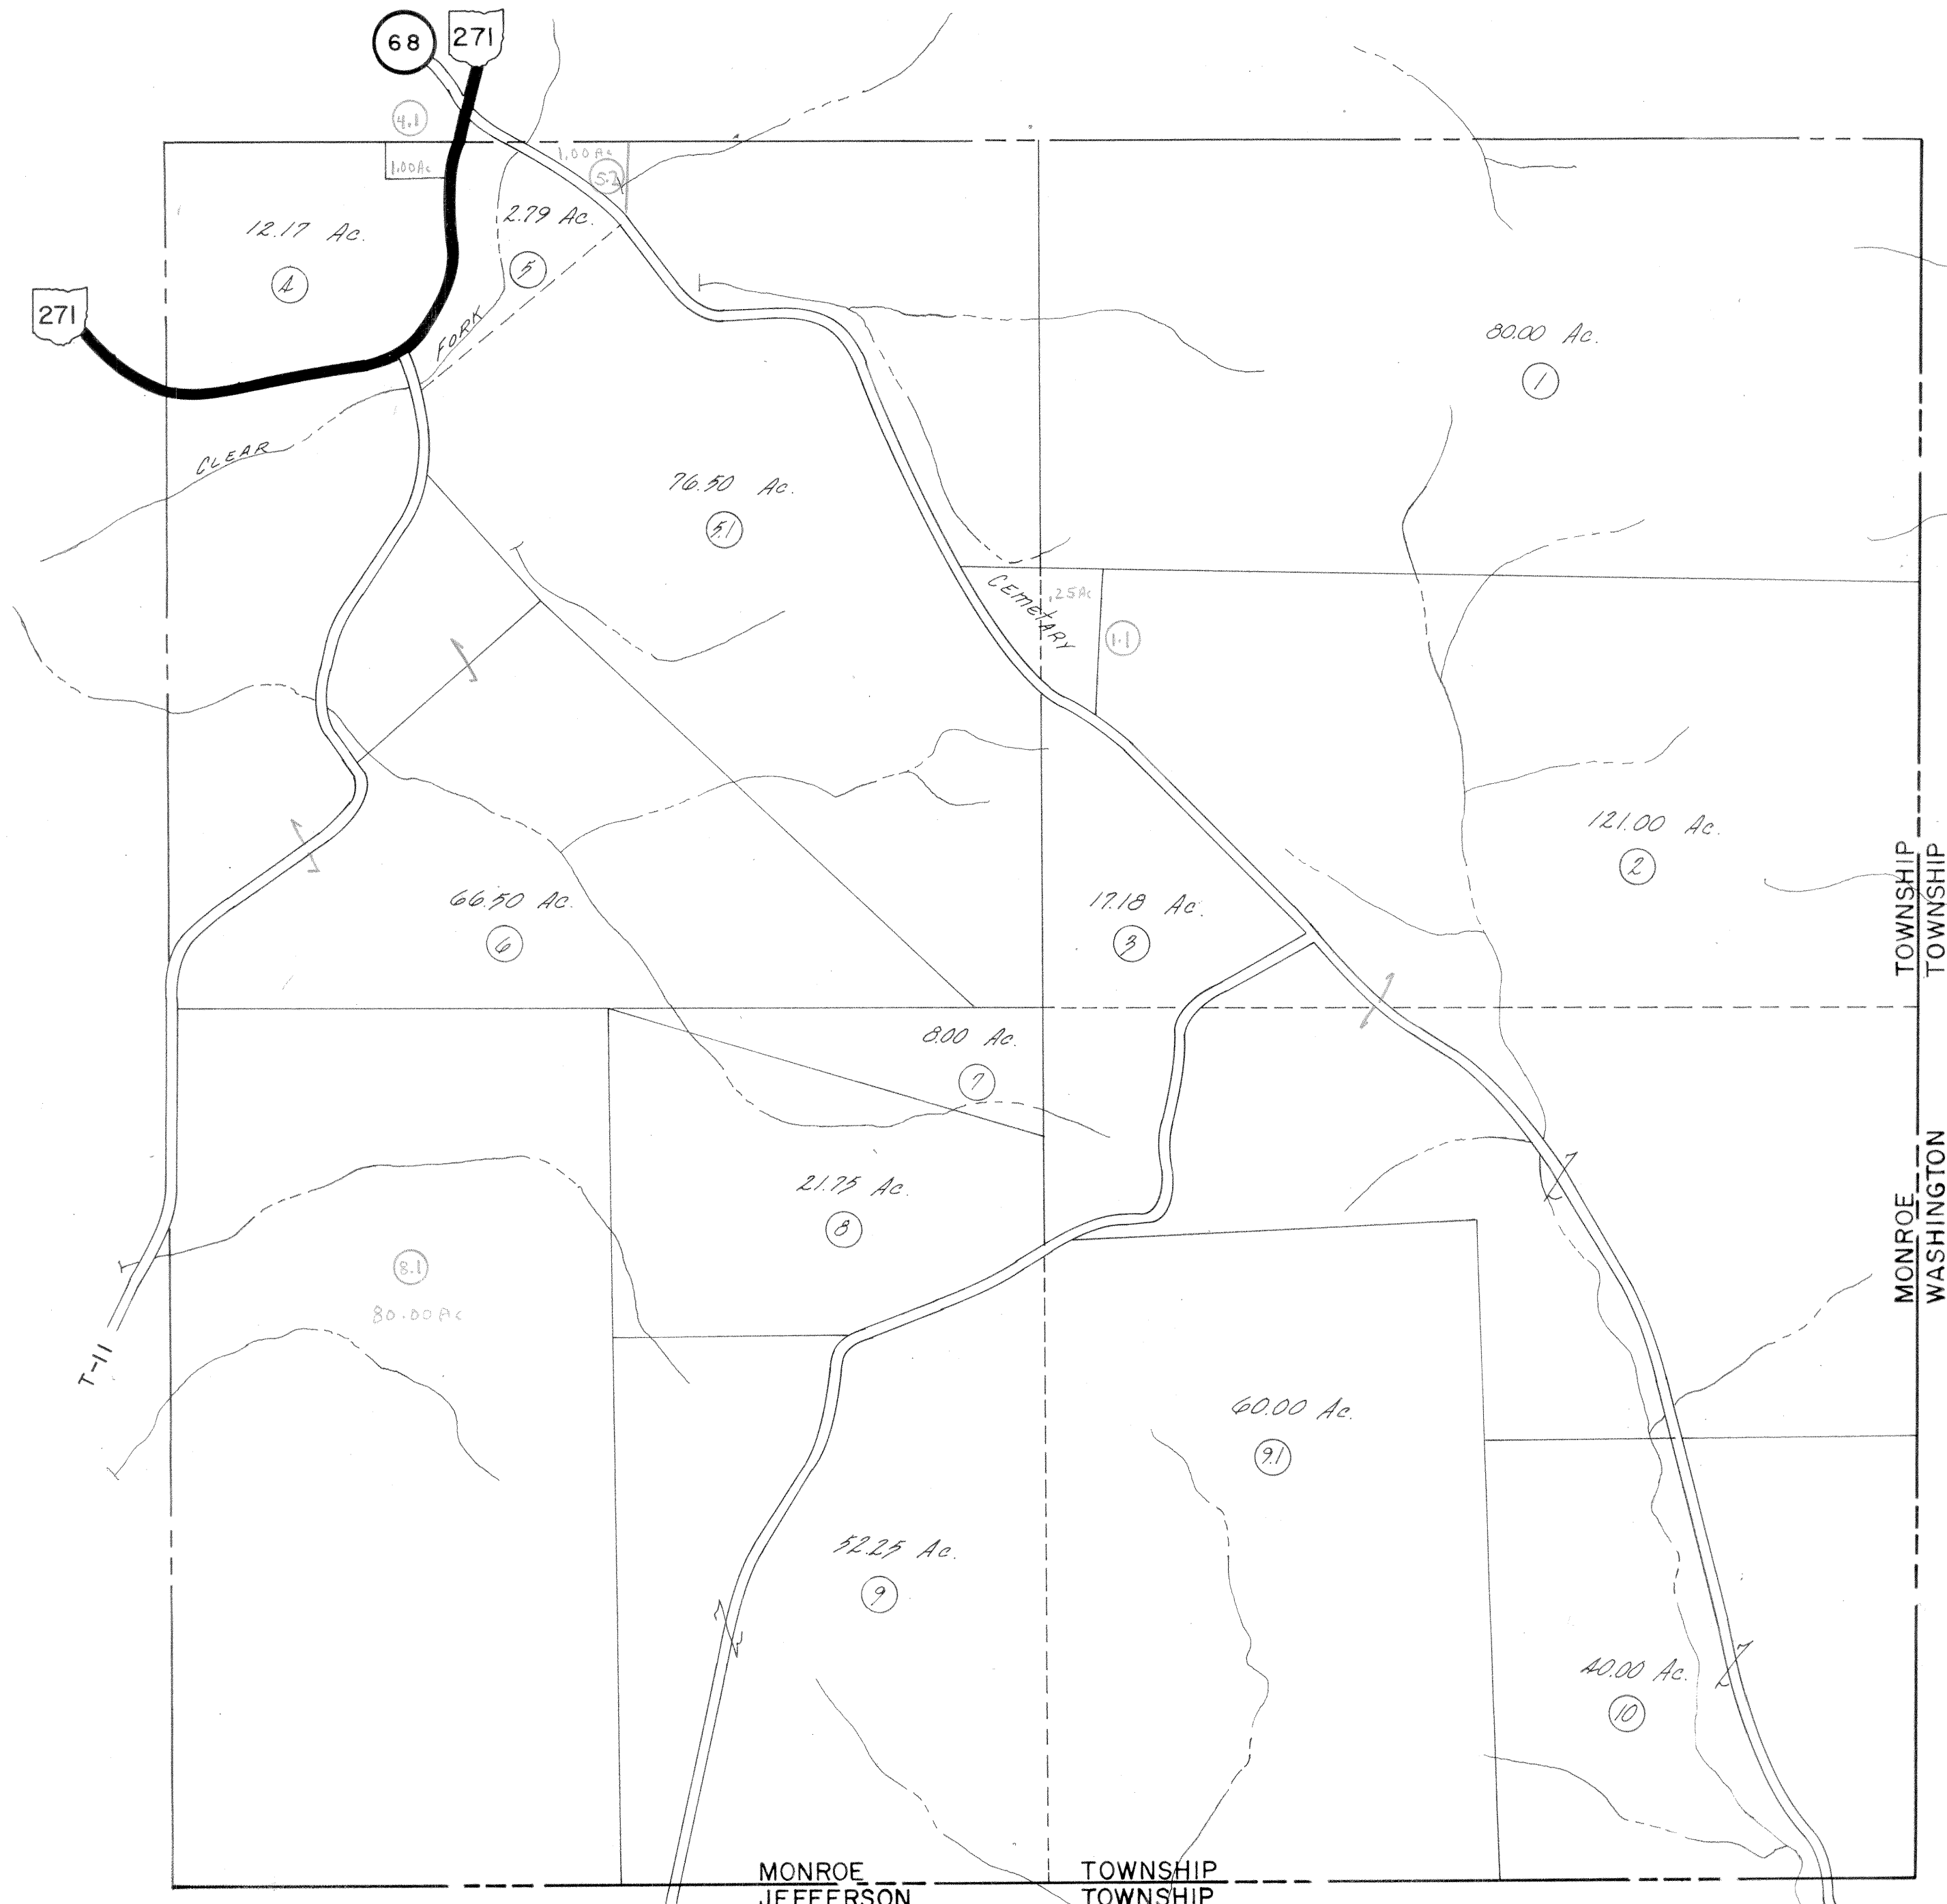 68
271
4.1
1.00 Ac
1.00 Ac
5.2
12.17 Ac.
4
2.79 Ac.
5
271
FORK
80.00 Ac.
1
CLEAR
76.50 Ac.
5.1
CEMETARY
.25 Ac
1.1
121.00 Ac.
2
66.50 Ac.
6
17.18 Ac.
3
TOWNSHIP
TOWNSHIP
8.00 Ac.
7
21.75 Ac.
8
8.1
80.00 Ac
MONROE
WASHINGTON
T-11
60.00 Ac.
9.1
52.25 Ac.
9
40.00 Ac.
10
MONROE TOWNSHIP
JEFFERSON TOWNSHIP